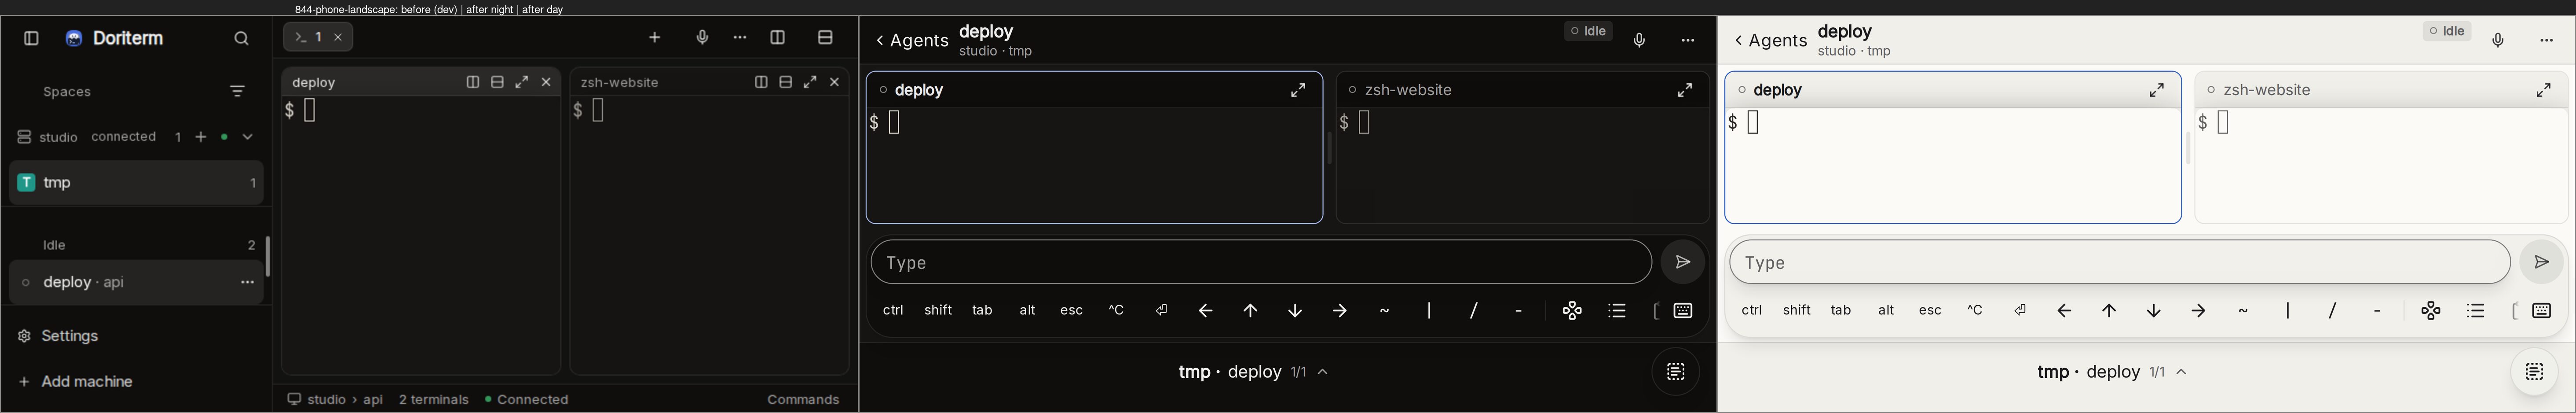 844-phone-landscape: before (dev) | after night | after day
Doriterm
Spaces
studio connected 1 +
T tmp 1
Idle 2
deploy · api ...
Settings
+ Add machine
>_ 1 ×
deploy
$
zsh-website
$
studio › api 2 terminals Connected Commands
‹ Agents
deploy
studio · tmp
Idle
deploy
$
zsh-website
$
Type
ctrl shift tab alt esc ^C ⏎ ← ↑ ↓ → ~ | / -
tmp · deploy 1/1
‹ Agents
deploy
studio · tmp
Idle
deploy
$
zsh-website
$
Type
ctrl shift tab alt esc ^C ⏎ ← ↑ ↓ → ~ | / -
tmp · deploy 1/1